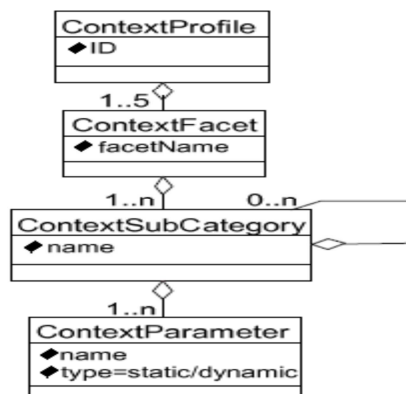 ContextProfile
ID
1..5
ContextFacet
facetName
1..n 0..n
ContextSubCategory
name
1..n
ContextParameter
name
type=static/dynamic